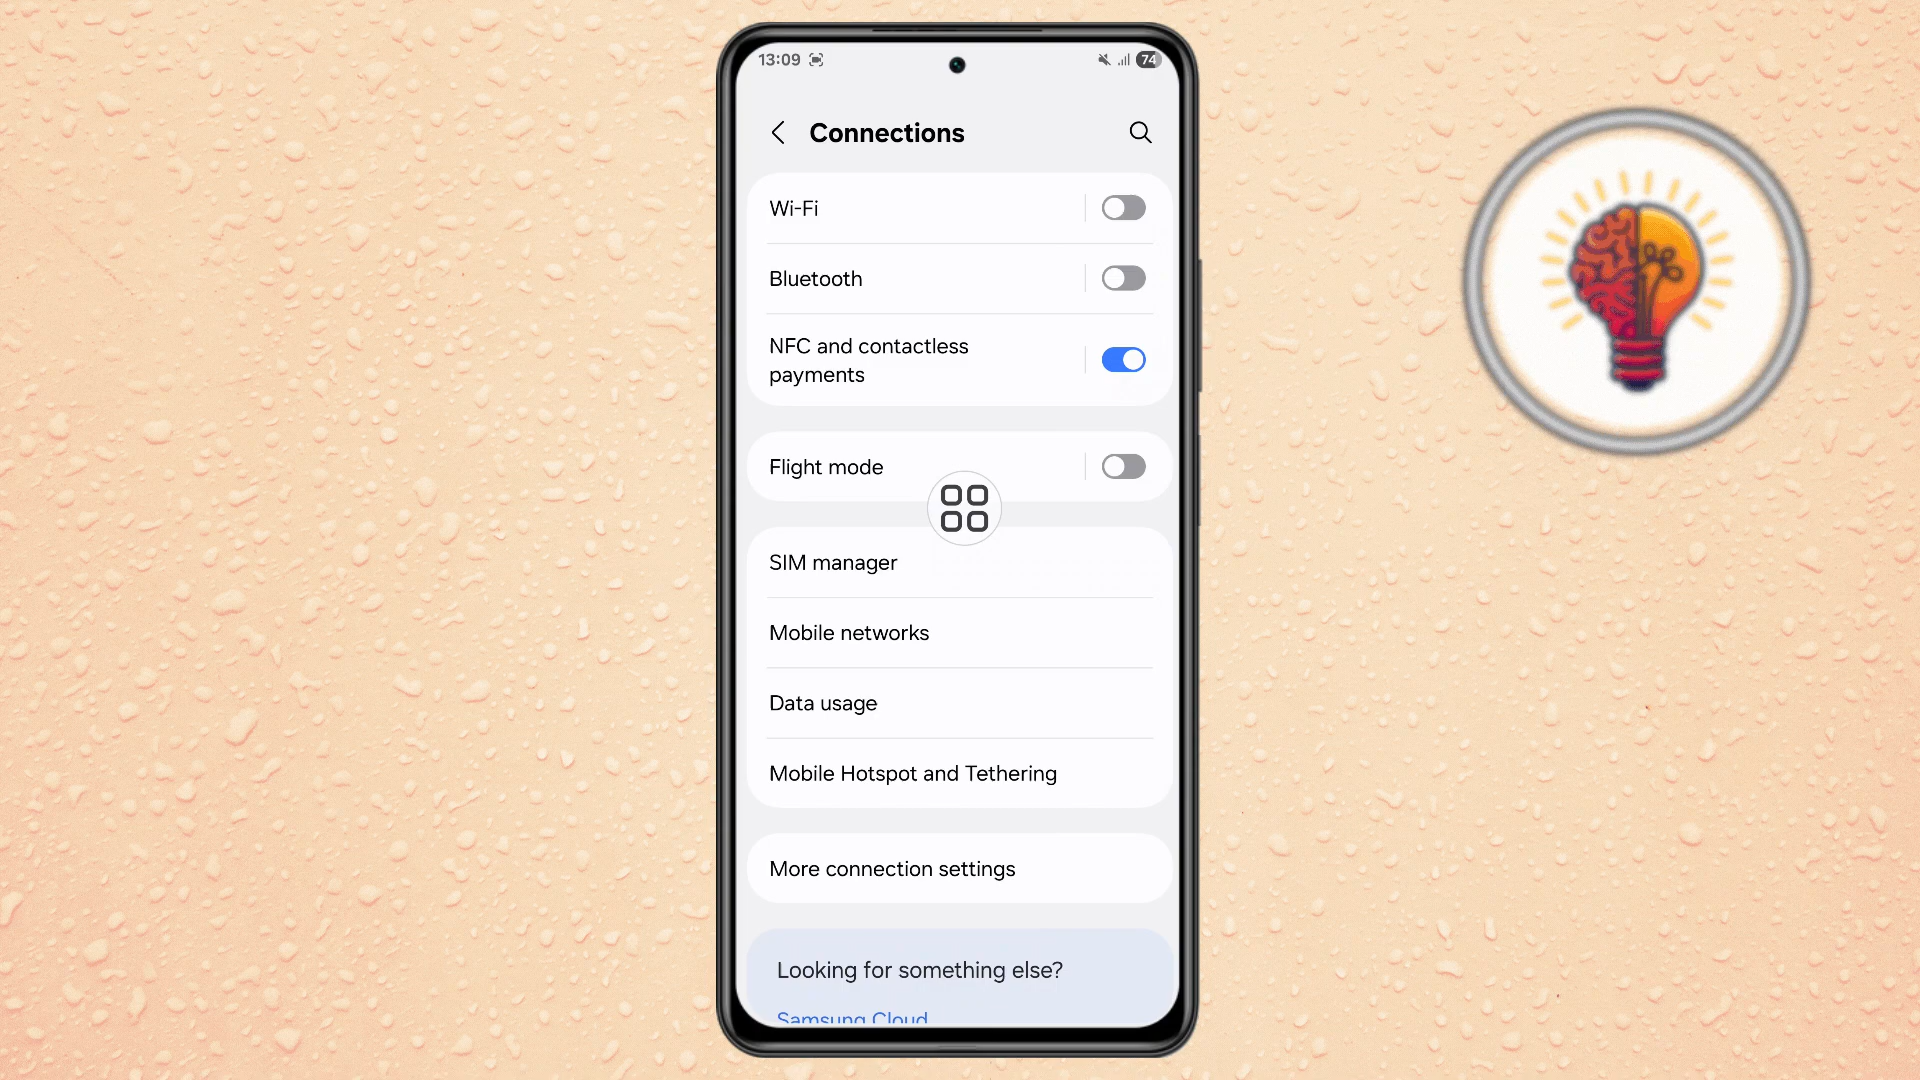 13:09
74
Connections
Wi-Fi
Bluetooth
NFC and contactless
payments
Flight mode
SIM manager
Mobile networks
Data usage
Mobile Hotspot and Tethering
More connection settings
Looking for something else?
Samsung Cloud